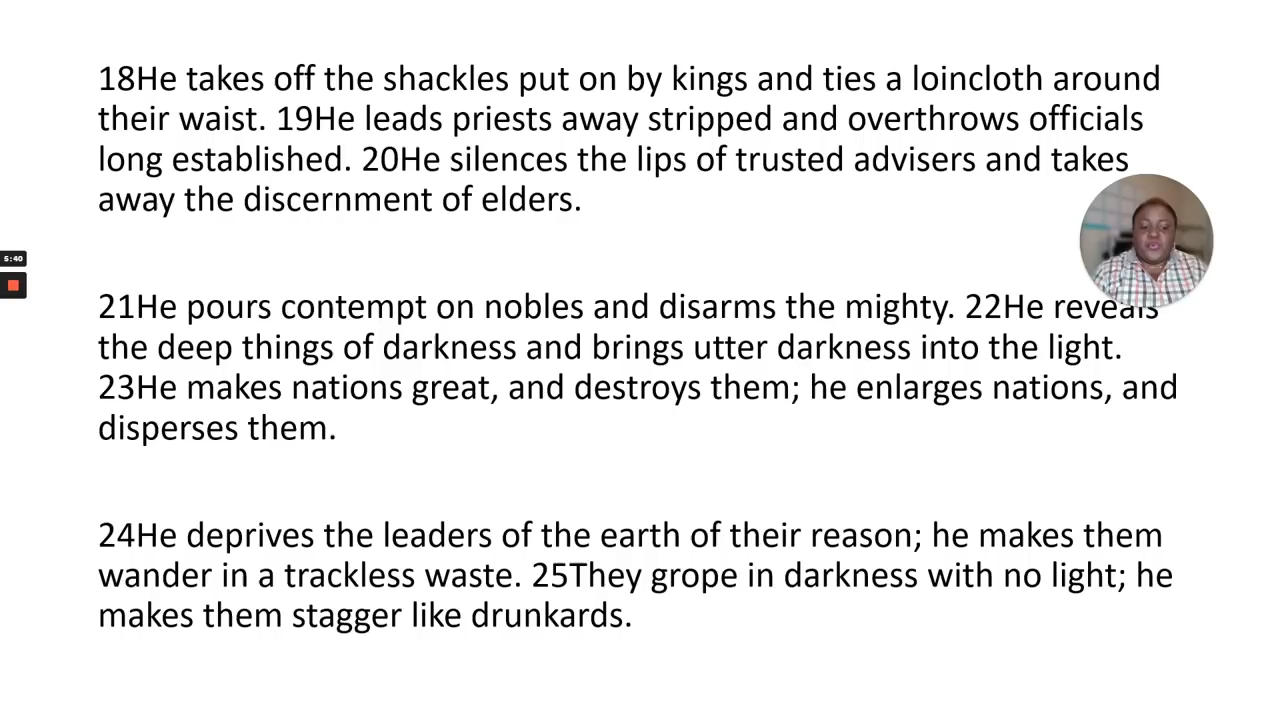 18He takes off the shackles put on by kings and ties a loincloth around
their waist. 19He leads priests away stripped and overthrows officials
long established. 20He silences the lips of trusted advisers and takes
away the discernment of elders.
5:40
21He pours contempt on nobles and disarms the mighty. 22He reveals
the deep things of darkness and brings utter darkness into the light.
23He makes nations great, and destroys them; he enlarges nations, and
disperses them.
24He deprives the leaders of the earth of their reason; he makes them
wander in a trackless waste. 25They grope in darkness with no light; he
makes them stagger like drunkards.